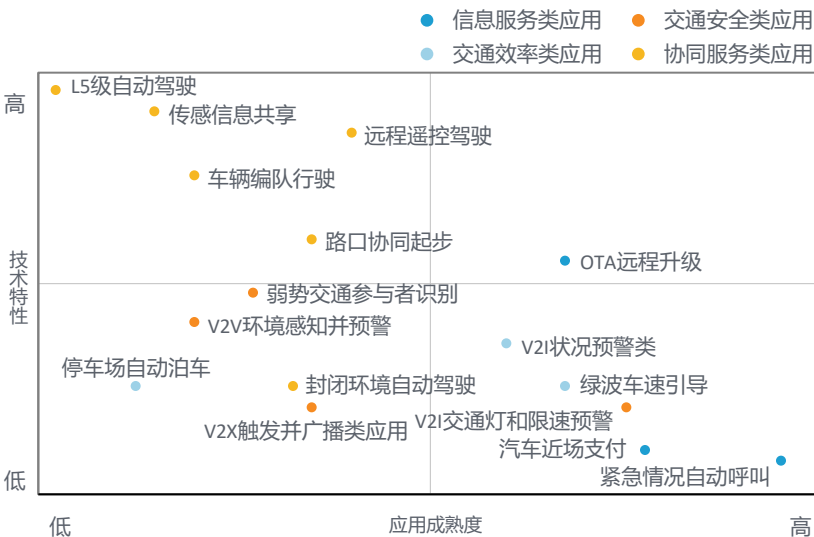 信息服务类应用
交通安全类应用
交通效率类应用
协同服务类应用
高
L5级自动驾驶
传感信息共享
远程遥控驾驶
车辆编队行驶
路口协同起步
OTA远程升级
技术特性
弱势交通参与者识别
V2V环境感知并预警
V2I状况预警类
停车场自动泊车
封闭环境自动驾驶
绿波车速引导
V2X触发并广播类应用
V2I交通灯和限速预警
汽车近场支付
紧急情况自动呼叫
低
低
应用成熟度
高